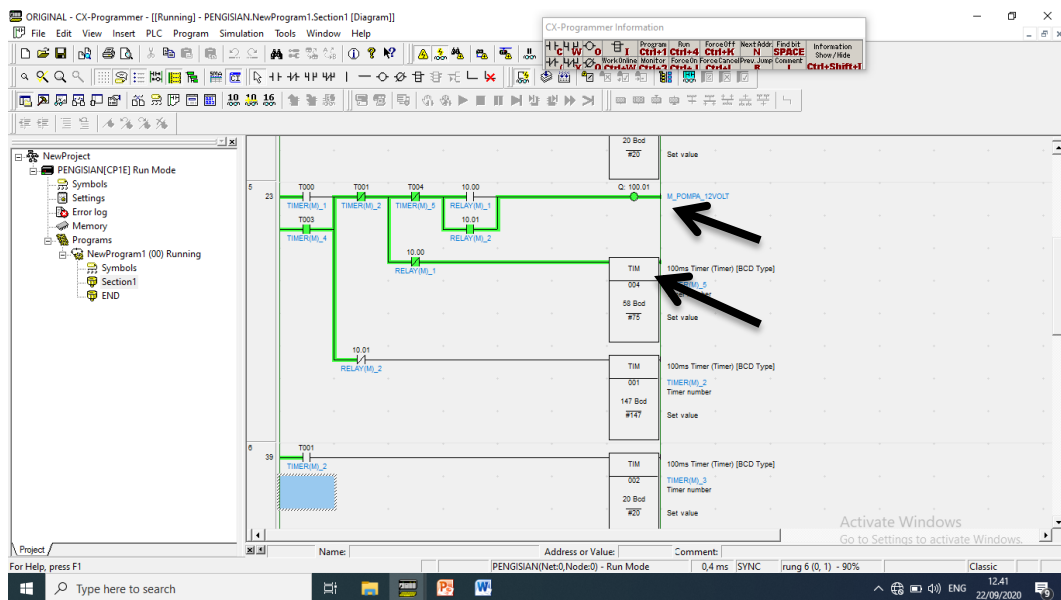 ORIGINAL - CX-Programmer - [[Running] - PENGISIAN.NewProgram1.Section1 [Diagram]]
File Edit View Insert PLC Program Simulation Tools Window Help
CX-Programmer Information
Program Run ForceOff Next Addr. Find bit
C W O I Ctrl+1 Ctrl+4 Ctrl+K N SPACE
Work Online Monitor ForceOn ForceCancel Prev. Jump Comment
Information
Show / Hide
Ctrl+Shift+I
10 10 16
NewProject
PENGISIAN[CP1E] Run Mode
Symbols
Settings
Error log
Memory
Programs
NewProgram1 (00) Running
Symbols
Section1
END
Project
20 Bcd
#20
Set value
5
23
T000
TIMER(M)_1
T001
TIMER(M)_2
T004
TIMER(M)_5
10.00
RELAY(M)_1
Q: 100.01
M_POMPA_12VOLT
T003
TIMER(M)_4
10.01
RELAY(M)_2
10.00
RELAY(M)_1
TIM
100ms Timer (Timer) [BCD Type]
004
58 Bcd
#75
Set value
10.01
RELAY(M)_2
TIM
100ms Timer (Timer) [BCD Type]
001
TIMER(M)_2
Timer number
147 Bcd
#147
Set value
6
39
T001
TIMER(M)_2
TIM
100ms Timer (Timer) [BCD Type]
002
TIMER(M)_3
Timer number
20 Bcd
#20
Set value
Activate Windows
Go to Settings to activate Windows.
Name:
Address or Value:
Comment:
For Help, press F1
PENGISIAN(Net:0,Node:0) - Run Mode
0,4 ms
SYNC
rung 6 (0, 1) - 90%
Classic
Type here to search
ENG
12.41
22/09/2020